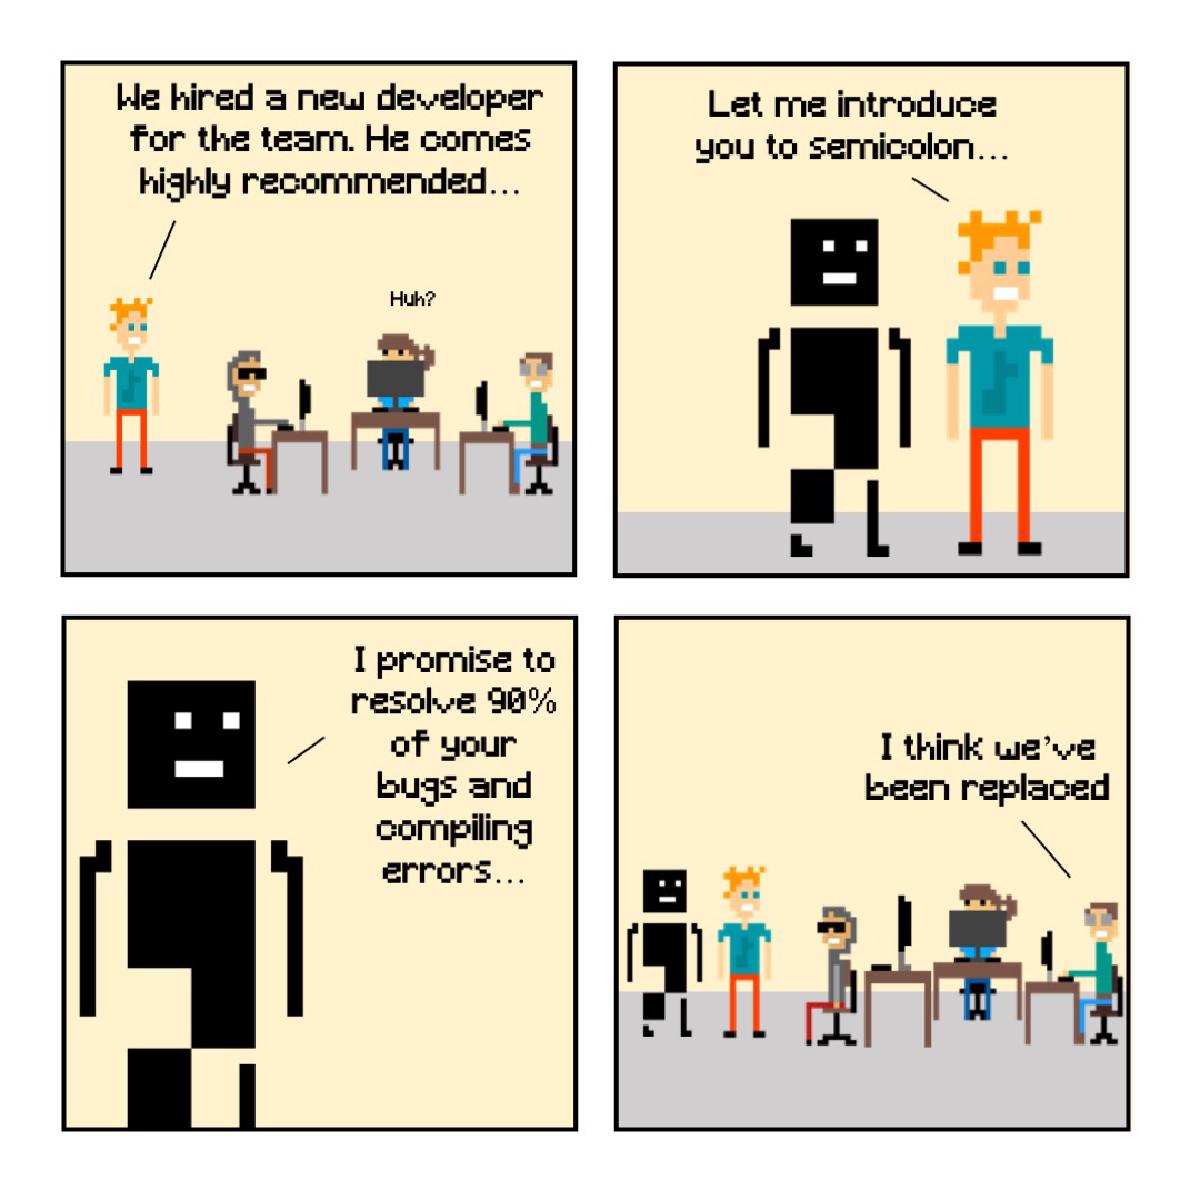 We hired a new developer
for the team. He comes
highly recommended...
Huh?
Let me introduce
you to semicolon...
I promise to
resolve 90%
of your
bugs and
compiling
errors...
I think we've
been replaced